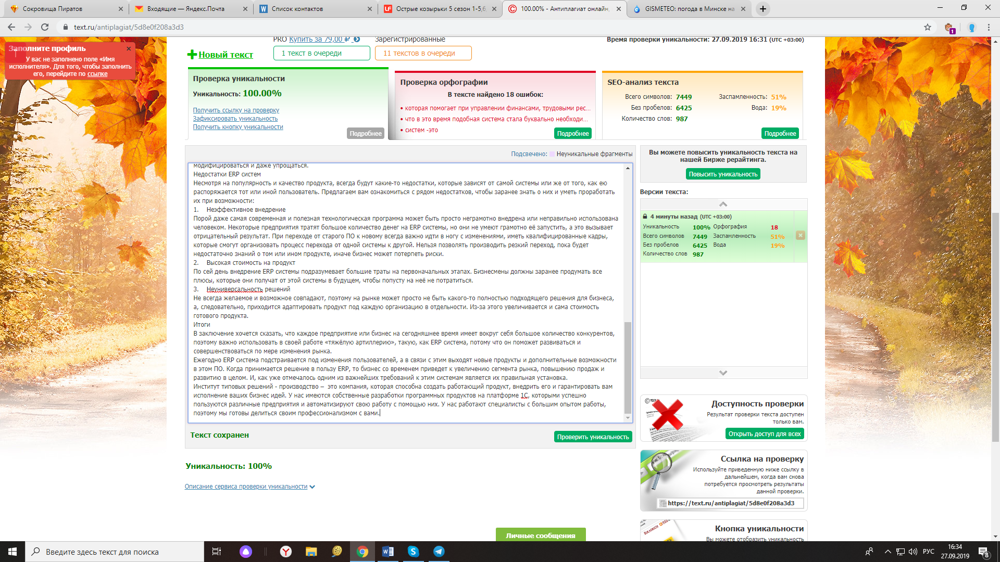 Сокровища Пиратов
Входящие — Яндекс.Почта
Список контактов
Острые козырьки 5 сезон 1-5,6,
100.00% - Антиплагиат онлайн,
GISMETEO: погода в Минске на
text.ru/antiplagiat/5d8e0f208a3d3
1
Заполните профиль
У вас не заполнено поле «Имя
исполнителя». Для того, чтобы заполнить
его, перейдите по ссылке
PRO Купить за 79,00 ₽
1 текст в очереди
Зарегистрированные
11 текстов в очереди
Время проверки уникальности: 27.09.2019 16:31 (UTC +03:00)
Новый текст
Проверка уникальности
Уникальность: 100.00%
Получить ссылку на проверку
Зафиксировать уникальность
Получить кнопку уникальности
Подробнее
Проверка орфографии
В тексте найдено 18 ошибок:
• которая помогает при управлении финансами, трудовыми рес...
• что в это время подобная система стала буквально необходи...
• систем -это
Подробнее
SEO-анализ текста
Всего символов: 7449
Без пробелов: 6425
Количество слов: 987
Заспамленность: 51%
Вода: 19%
Подробнее
Подсвечено: Неуникальные фрагменты
модифицироваться и даже упрощаться.
Недостатки ERP систем
Несмотря на популярность и качество продукта, всегда будут какие-то недостатки, которые зависят от самой системы или же от того, как ею
распоряжается тот или иной пользователь. Предлагаем вам ознакомиться с рядом недостатков, чтобы заранее знать о них и уметь проработать
их при возможности:
1. Неэффективное внедрение
Порой даже самая современная и полезная технологическая программа может быть просто неграмотно внедрена или неправильно использована
человеком. Некоторые предприятия тратят большое количество денег на ERP системы, но они не умеют грамотно её запустить, а это вызывает
отрицательный результат. При переходе от старого ПО к новому всегда важно идти в ногу с изменениями, иметь квалифицированные кадры,
которые смогут организовать процесс перехода от одной системы к другой. Нельзя позволять производить резкий переход, пока будет
недостаточно знаний о том или ином продукте, иначе бизнес может потерпеть риски.
2. Высокая стоимость на продукт
По сей день внедрение ERP системы подразумевает большие траты на первоначальных этапах. Бизнесмены должны заранее продумать все
плюсы, которые они получат от этой системы в будущем, чтобы попусту на неё не потратиться.
3. Неуниверсальность решений
Не всегда желаемое и возможное совпадают, поэтому на рынке может просто не быть какого-то полностью подходящего решения для бизнеса,
а, следовательно, приходится адаптировать продукт под каждую организацию в отдельности. Из-за этого увеличивается и сама стоимость
готового продукта.
Итоги
В заключение хочется сказать, что каждое предприятие или бизнес на сегодняшнее время имеет вокруг себя большое количество конкурентов,
поэтому важно использовать в своей работе «тяжёлую артиллерию», такую, как ERP система, потому что он поможет развиваться и
совершенствоваться по мере изменения рынка.
Ежегодно ERP система подстраивается под изменения пользователей, а в связи с этим выходят новые продукты и дополнительные возможности
в этом ПО. Когда принимается решение в пользу ERP, то бизнес со временем приведет к увеличению сегмента рынка, повышению продаж и
развитию в целом. И, как уже отмечалось одним из важнейших требований к этим системам является их правильная установка.
Институт типовых решений - производство – это компания, которая способна создать работающий продукт, внедрить его и гарантировать вам
исполнение ваших бизнес идей. У нас имеются собственные разработки программных продуктов на платформе 1С, которыми успешно
пользуются различные предприятия и автоматизируют свою работу с помощью них. У нас работают специалисты с большим опытом работы,
поэтому мы готовы делиться своим профессионализмом с вами.
Текст сохранен
Проверить уникальность
Уникальность: 100%
Описание сервиса проверки уникальности
Личные сообщения
Вы можете повысить уникальность текста на
нашей Бирже рерайтинга.
Повысить уникальность
Версии текста:
4 минуты назад (UTC +03:00)
Уникальность 100% Орфография 18
Всего символов 7449 Заспамленность 51%
Без пробелов 6425 Вода 19%
Количество слов 987
Доступность проверки
Результат проверки текста доступен
только вам.
Открыть доступ для всех
Ссылка на проверку
Используйте приведенную ниже ссылку в
дальнейшем, когда вам снова
потребуется просмотреть результаты
данной проверки.
https://text.ru/antiplagiat/5d8e0f208a3d3
Кнопка уникальности
Вы можете отобразить уникальность
Введите здесь текст для поиска
РУС
16:34
27.09.2019
8